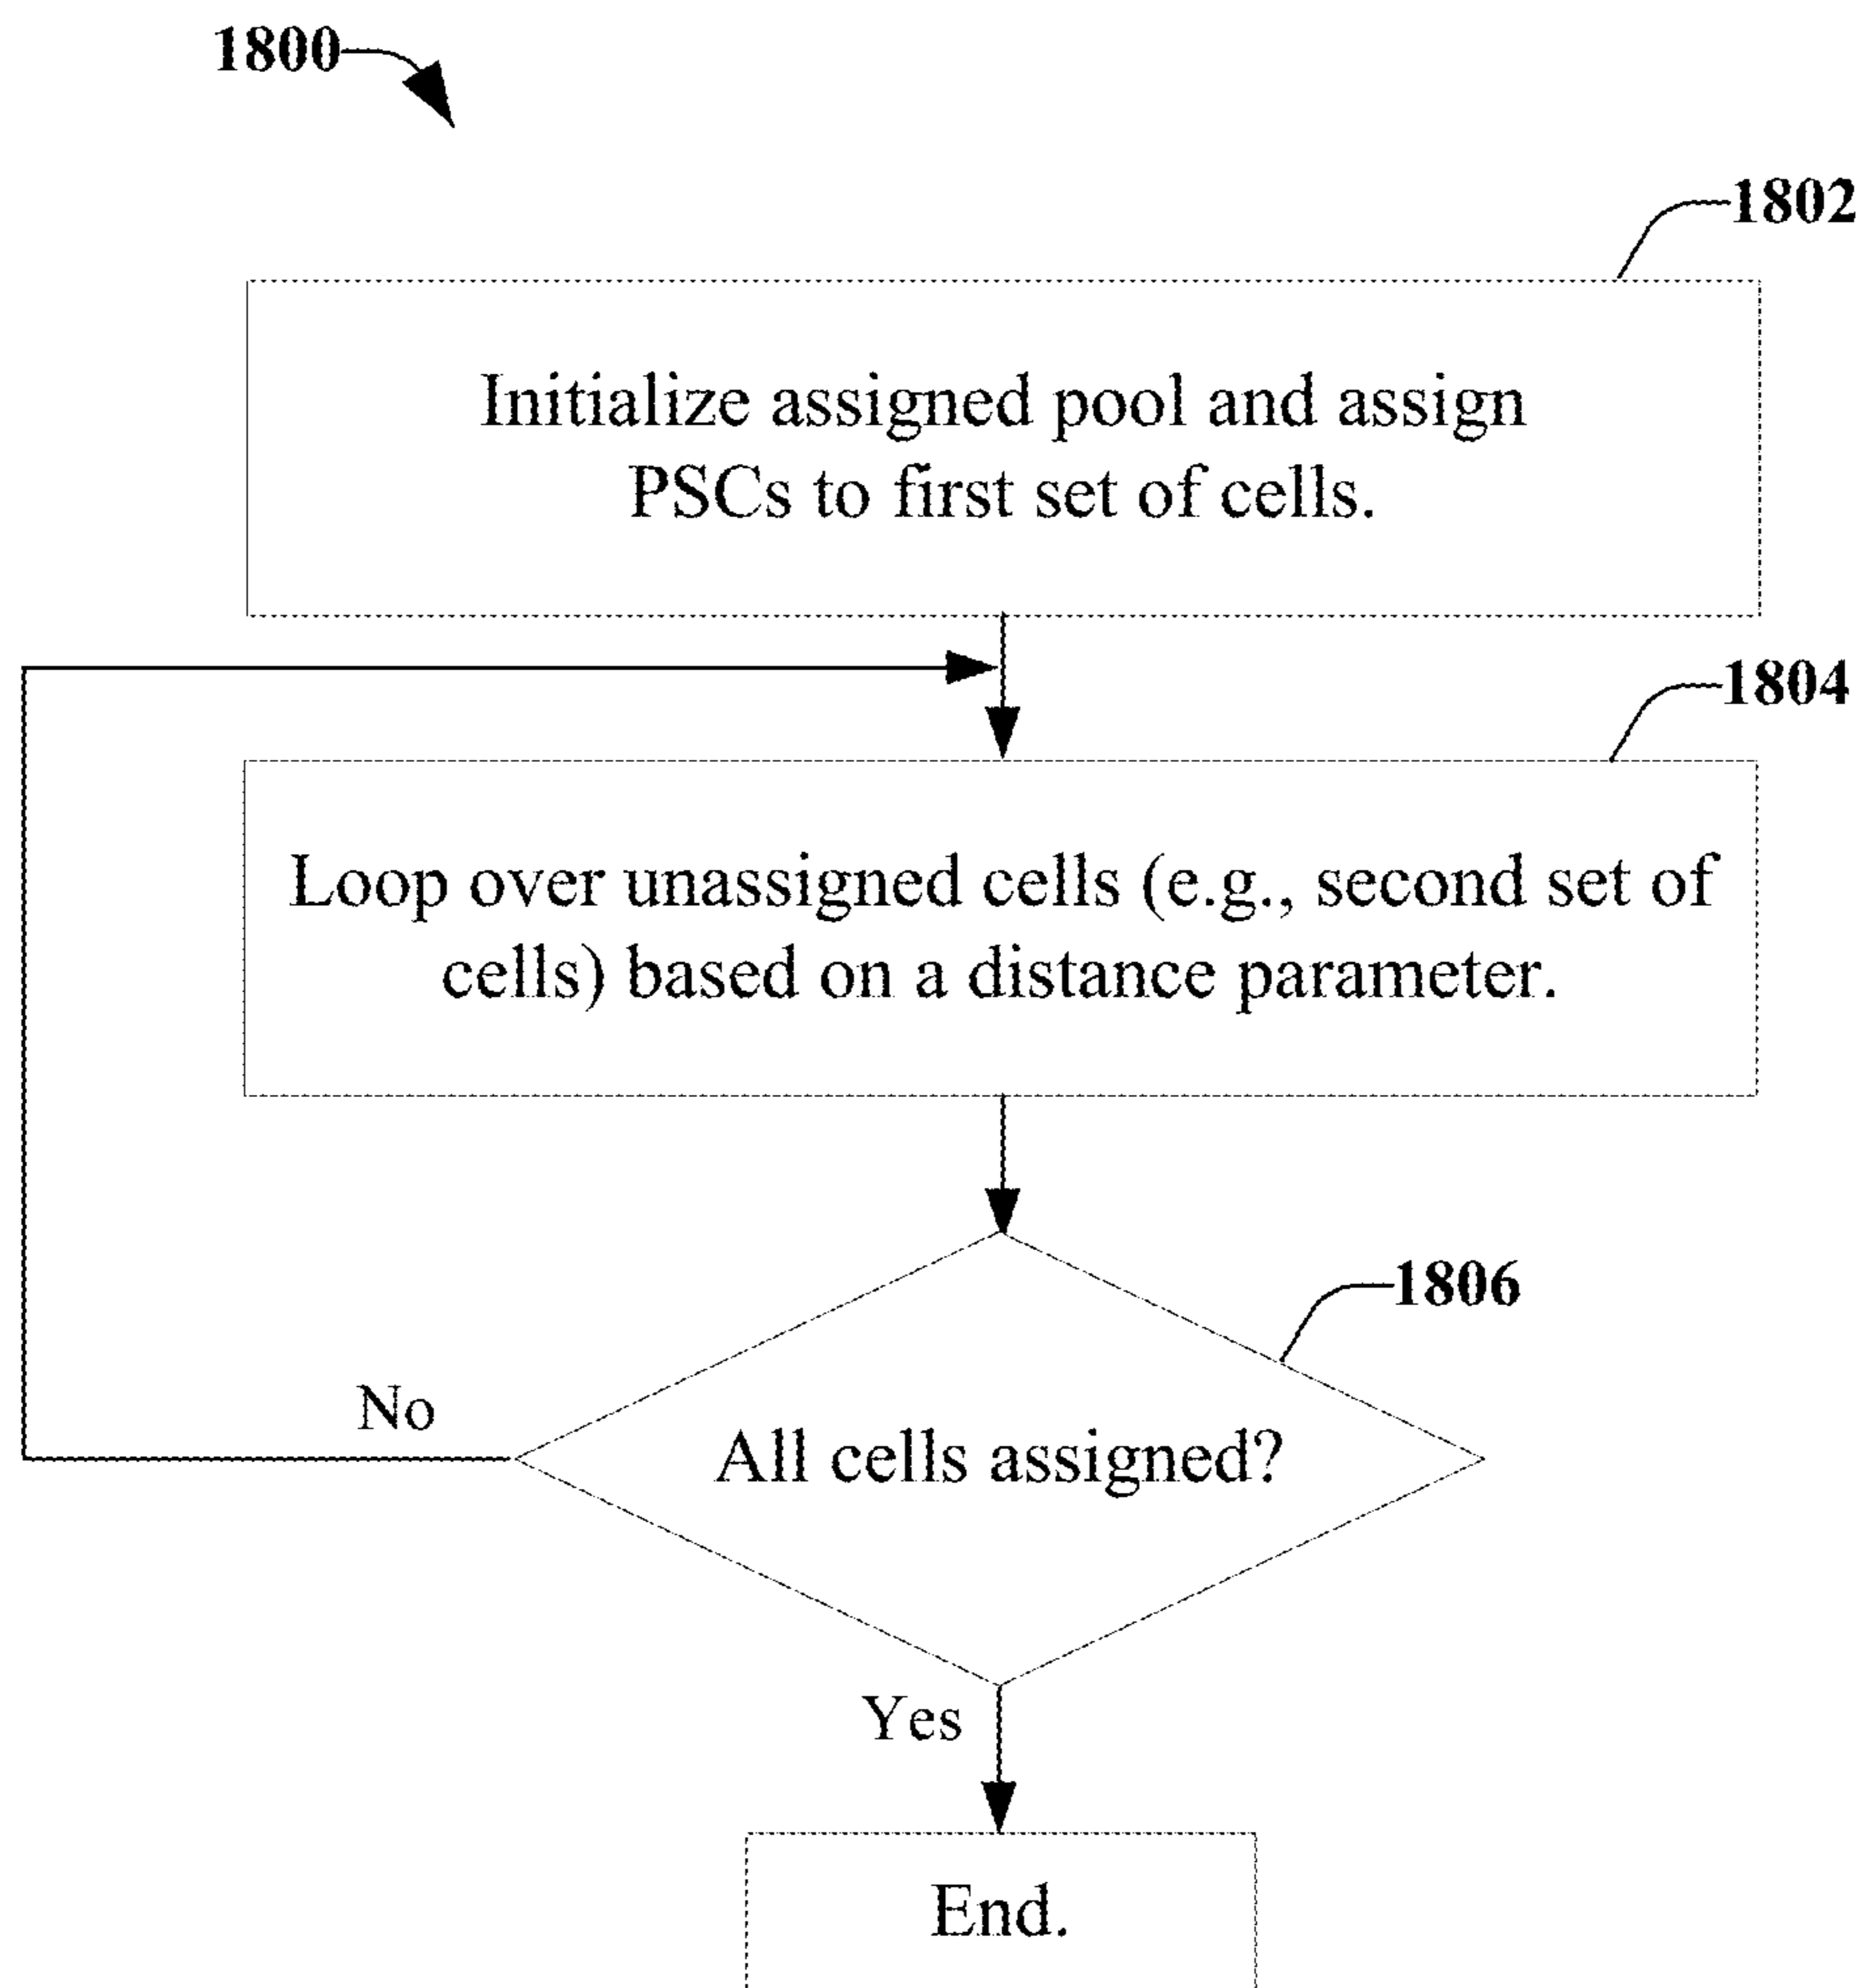 1800
1802
Initialize assigned pool and assign
PSCs to first set of cells.
1804
Loop over unassigned cells (e.g., second set of
cells) based on a distance parameter.
1806
No
All cells assigned?
Yes
End.